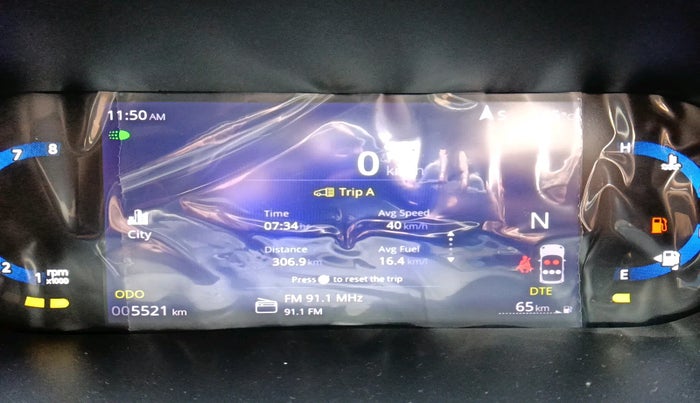 11:50 AM
S
7 8
0
km/h
H
Trip A
Time
07:34
Avg Speed
40 km/h
N
City
Distance
306.9 km
Avg Fuel
16.4 km/l
2 1 rpm
x1000
E
Press to reset the trip
ODO
005521 km
FM 91.1 MHz
91.1 FM
DTE
65 km